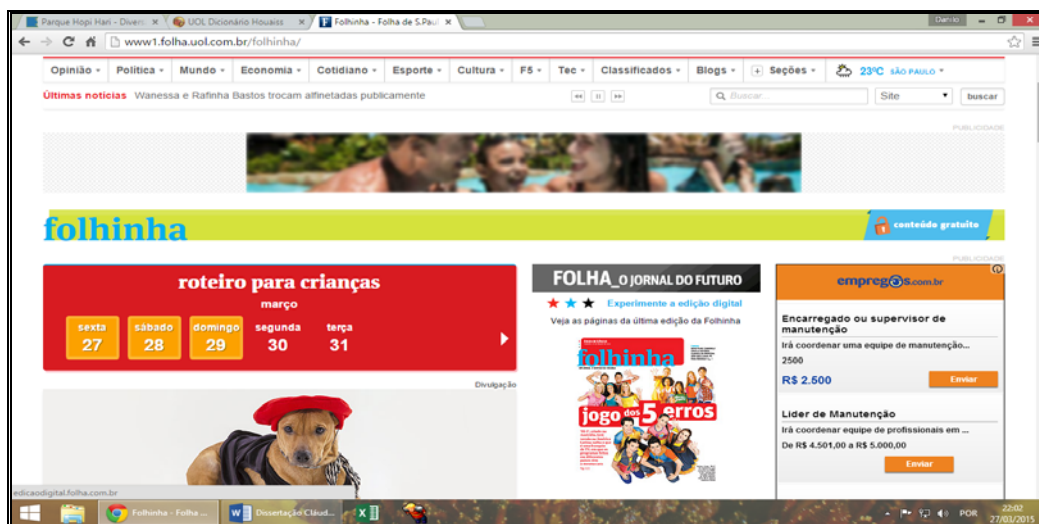 Parque Hopi Hari - Divers
UOL Dicionário Houaiss
Folhinha - Folha de S.Paul
Danilo
www1.folha.uol.com.br/folhinha/
Opinião Política Mundo Economia Cotidiano Esporte Cultura F5 Tec Classificados Blogs + Seções 23ºC SÃO PAULO
Últimas notícias Wanessa e Rafinha Bastos trocam alfinetadas publicamente
Buscar...
Site
buscar
PUBLICIDADE
folhinha
conteúdo gratuito
PUBLICIDADE
roteiro para crianças
março
sexta sábado domingo segunda terça
27 28 29 30 31
Divulgação
FOLHA_O JORNAL DO FUTURO
Experimente a edição digital
Veja as páginas da última edição da Folhinha
folhinha
jogo dos 5 erros
empregos.com.br
Encarregado ou supervisor de
manutenção
Irá coordenar uma equipe de manutenção...
2500
R$ 2.500
Enviar
Líder de Manutenção
Irá coordenar equipe de profissionais em ...
De R$ 4.501,00 a R$ 5.000,00
Enviar
edicaodigital.folha.com.br
Folhinha - Folha ...
Dissertação Cláud...
POR
22:02
27/03/2015